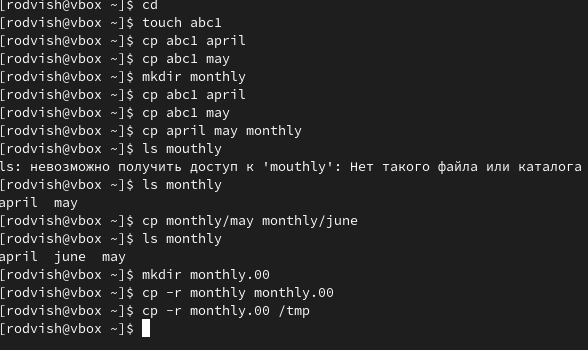 [rodvish@vbox ~]$ cd
[rodvish@vbox ~]$ touch abc1
[rodvish@vbox ~]$ cp abc1 april
[rodvish@vbox ~]$ cp abc1 may
[rodvish@vbox ~]$ mkdir monthly
[rodvish@vbox ~]$ cp abc1 april
[rodvish@vbox ~]$ cp abc1 may
[rodvish@vbox ~]$ cp april may monthly
[rodvish@vbox ~]$ ls mouthly
ls: невозможно получить доступ к 'mouthly': Нет такого файла или каталога
[rodvish@vbox ~]$ ls monthly
april  may
[rodvish@vbox ~]$ cp monthly/may monthly/june
[rodvish@vbox ~]$ ls monthly
april  june  may
[rodvish@vbox ~]$ mkdir monthly.00
[rodvish@vbox ~]$ cp -r monthly monthly.00
[rodvish@vbox ~]$ cp -r monthly.00 /tmp
[rodvish@vbox ~]$